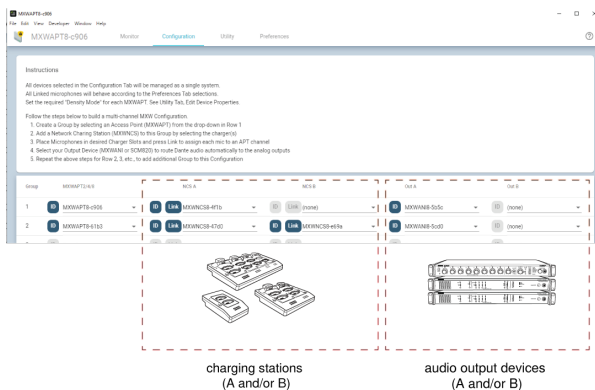 MXWAPT8-c906
File Edit View Developer Window Help
MXWAPT8-c906 Monitor Configuration Utility Preferences
Instructions
All devices selected in the Configuration Tab will be managed as a single system.
All Linked microphones will behave according to the Preferences Tab selections.
Set the required "Density Mode" for each MXWAPT. See Utility Tab, Edit Device Properties.
Follow the steps below to build a multi-channel MXW Configuration.
1. Create a Group by selecting an Access Point (MXWAPT) from the drop-down in Row 1
2. Add a Network Charing Station (MXWNCS) to this Group by selecting the charger(s)
3. Place Microphones in desired Charger Slots and press Link to assign each mic to an APT channel
4. Select your Output Device (MXWANI or SCM820) to route Dante audio automatically to the analog outputs
5. Repeat the above steps for Row 2, 3. etc., to add additional Group to this Configuration
Group MXWAPT2/4/8 NCS A NCS B Out A Out B
1 ID MXWAPT8-c906 ID Link MXWNCS8-4f1b ID Link (none) ID MXWANI8-5b5c ID (none)
2 ID MXWAPT8-61b3 ID Link MXWNCS8-47d0 ID Link MXWNCS8-e69a ID MXWANI8-5cd0 ID (none)
charging stations audio output devices
(A and/or B) (A and/or B)